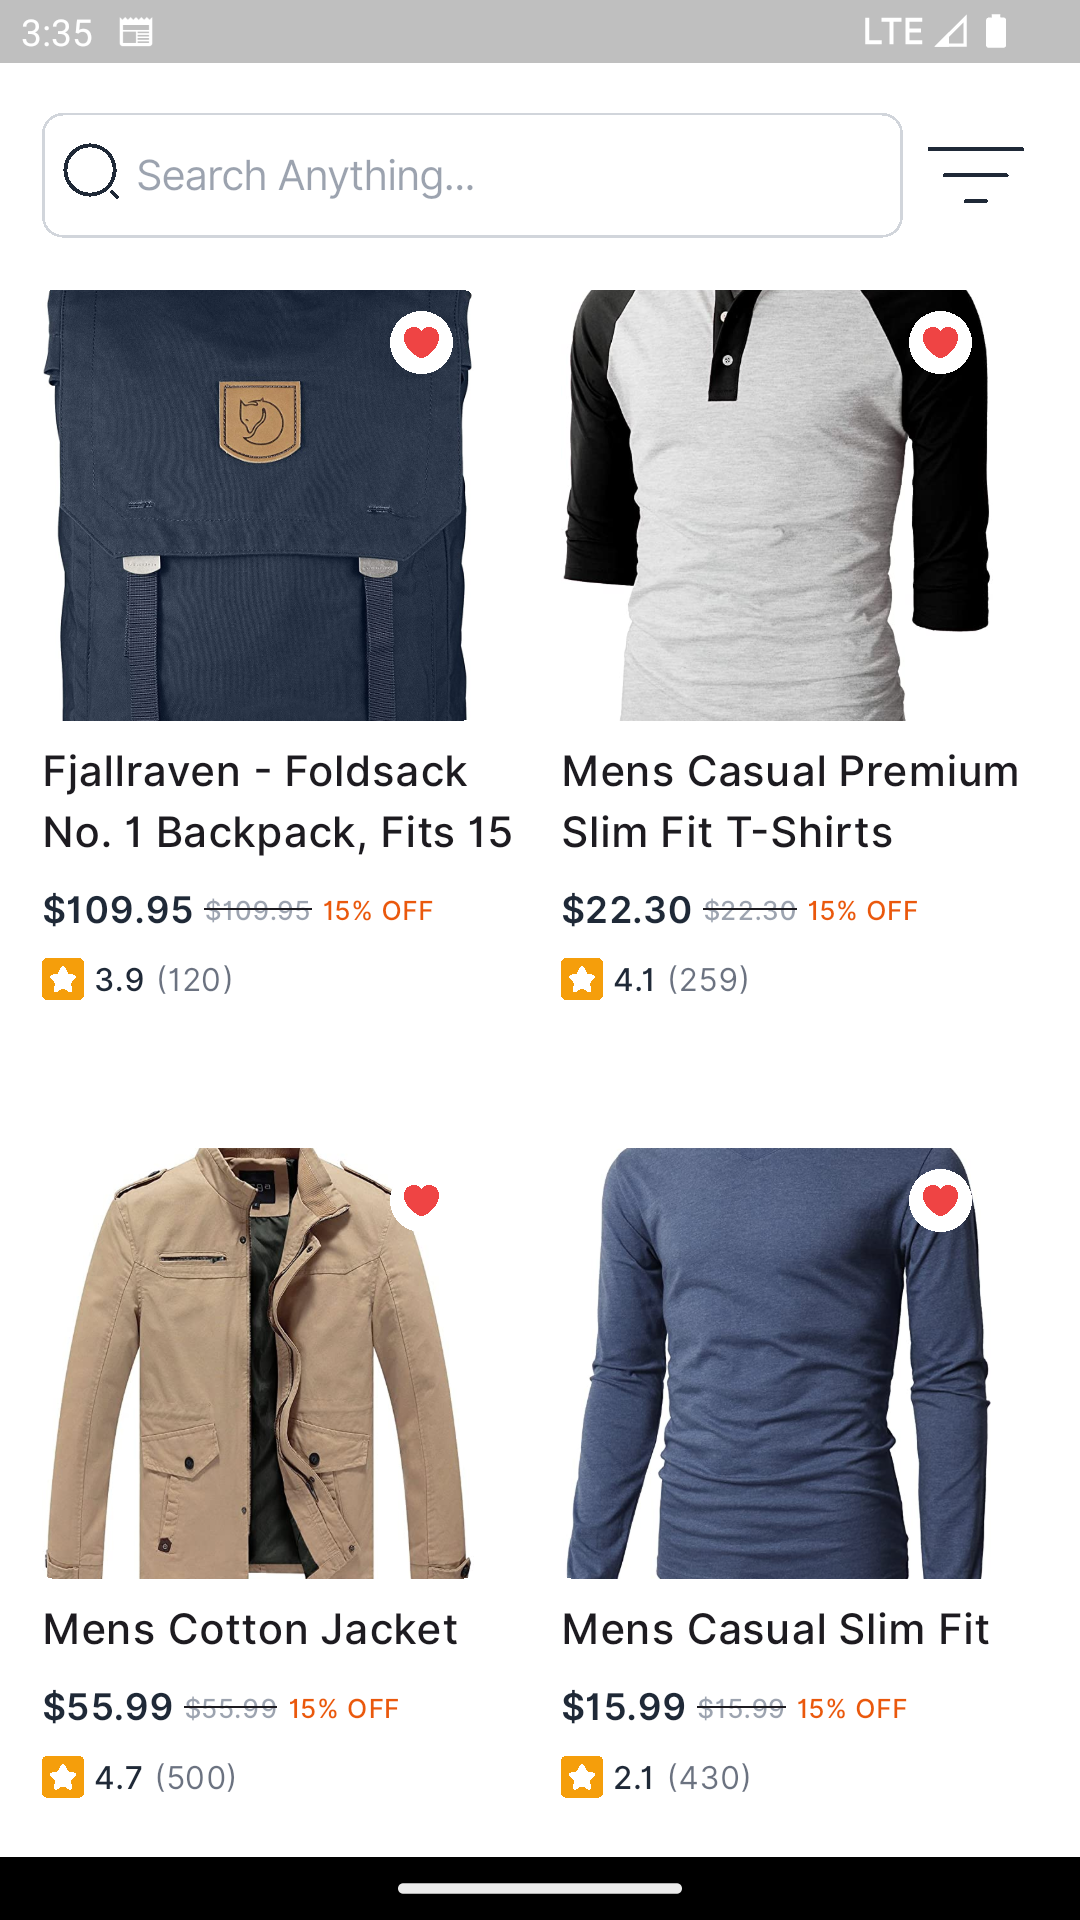 3:35 LTE
Search Anything...
Fjallraven - Foldsack
No. 1 Backpack, Fits 15
$109.95 $109.95 15% OFF
3.9 (120)
Mens Casual Premium
Slim Fit T-Shirts
$22.30 $22.30 15% OFF
4.1 (259)
Mens Cotton Jacket
$55.99 $55.99 15% OFF
4.7 (500)
Mens Casual Slim Fit
$15.99 $15.99 15% OFF
2.1 (430)